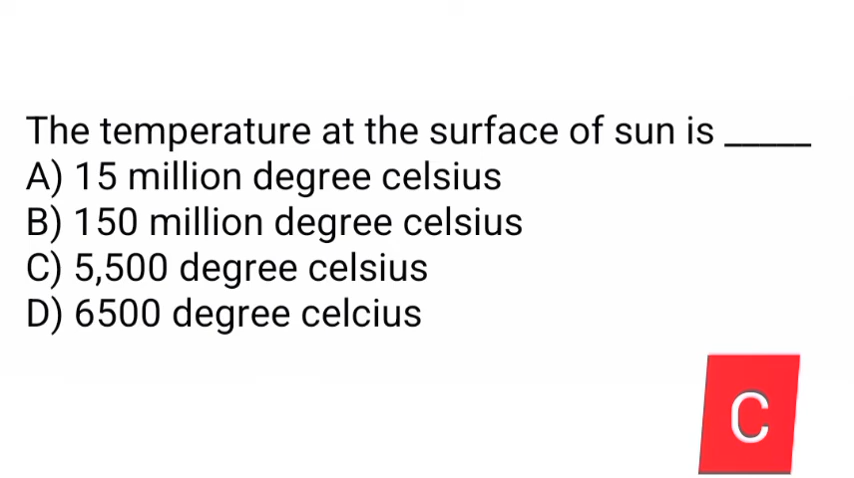 The temperature at the surface of sun is _____
A) 15 million degree celsius
B) 150 million degree celsius
C) 5,500 degree celsius
D) 6500 degree celcius
C